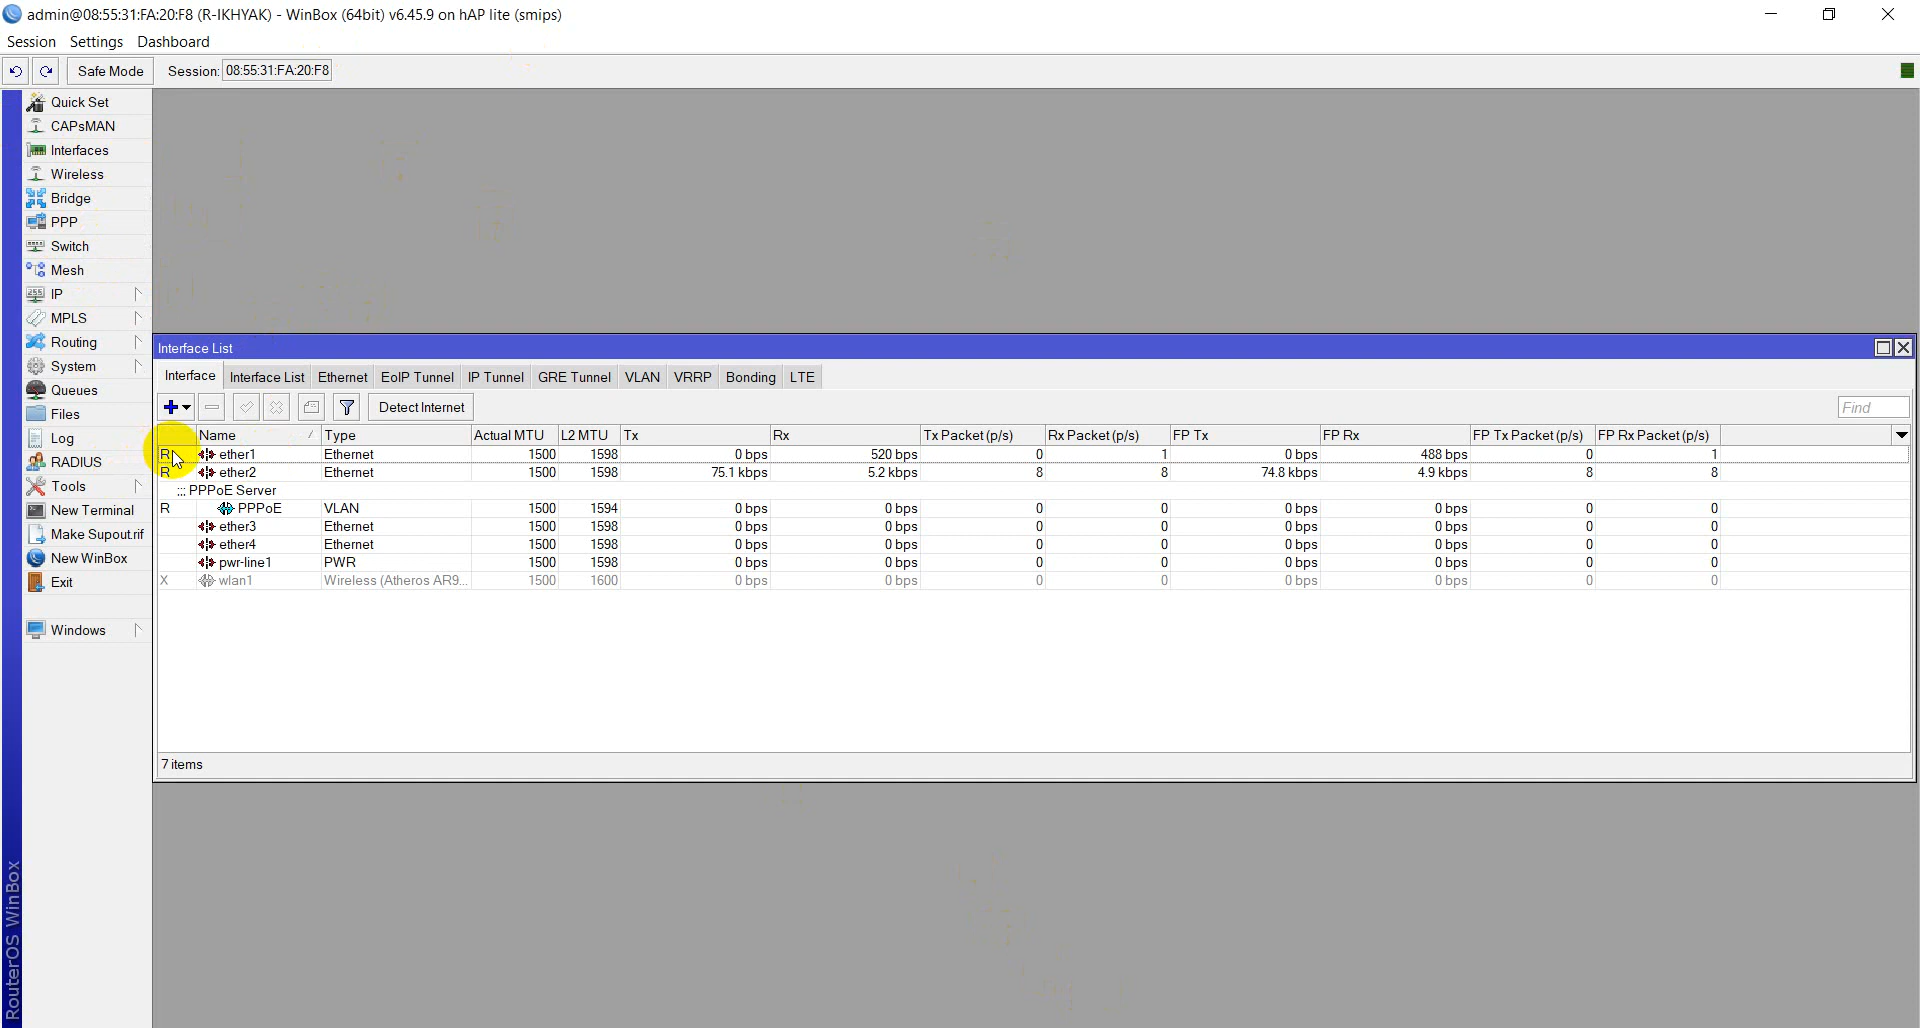 admin@08:55:31:FA:20:F8 (R-IKHYAK) - WinBox (64bit) v6.45.9 on hAP lite (smips)
Session Settings Dashboard
Safe Mode Session: 08:55:31:FA:20:F8
Quick Set
CAPsMAN
Interfaces
Wireless
Bridge
PPP
Switch
Mesh
IP
MPLS
Routing
System
Queues
Files
Log
RADIUS
Tools
New Terminal
Make Supout.rif
New WinBox
Exit
Windows
RouterOS WinBox
Interface List
Interface Interface List Ethernet EoIP Tunnel IP Tunnel GRE Tunnel VLAN VRRP Bonding LTE
Detect Internet Find
Name Type Actual MTU L2 MTU Tx Rx Tx Packet (p/s) Rx Packet (p/s) FP Tx FP Rx FP Tx Packet (p/s) FP Rx Packet (p/s)
R ether1 Ethernet 1500 1598 0 bps 520 bps 0 1 0 bps 488 bps 0 1
R ether2 Ethernet 1500 1598 75.1 kbps 5.2 kbps 8 8 74.8 kbps 4.9 kbps 8 8
::: PPPoE Server
R PPPoE VLAN 1500 1594 0 bps 0 bps 0 0 0 bps 0 bps 0 0
ether3 Ethernet 1500 1598 0 bps 0 bps 0 0 0 bps 0 bps 0 0
ether4 Ethernet 1500 1598 0 bps 0 bps 0 0 0 bps 0 bps 0 0
pwr-line1 PWR 1500 1598 0 bps 0 bps 0 0 0 bps 0 bps 0 0
X wlan1 Wireless (Atheros AR9... 1500 1600 0 bps 0 bps 0 0 0 bps 0 bps 0 0
7 items